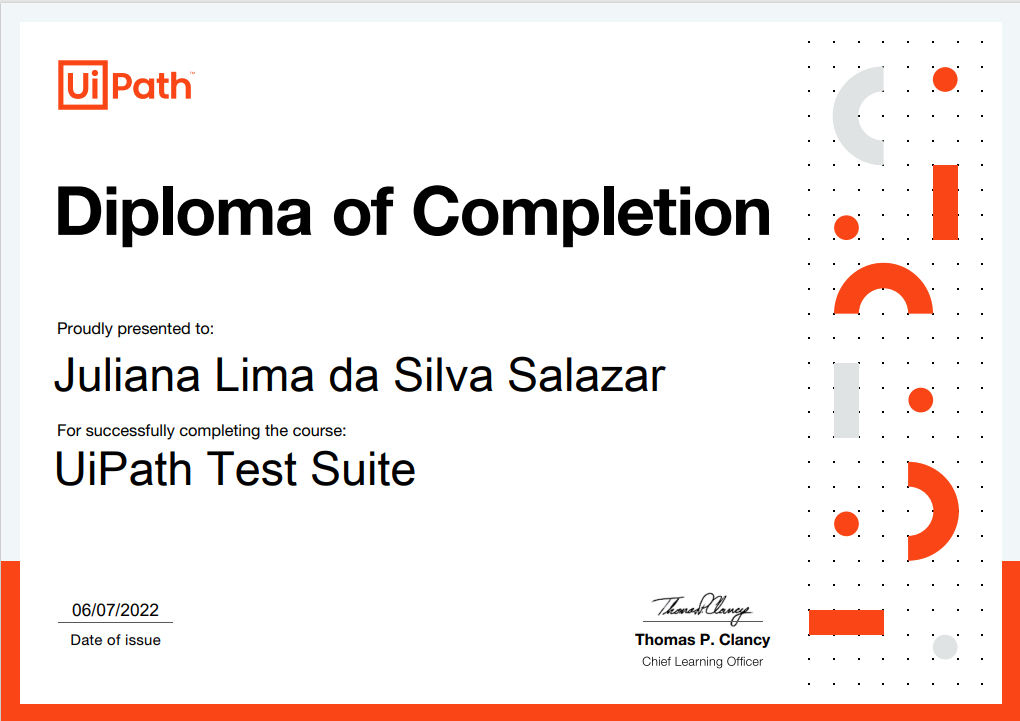 UiPath™
Diploma of Completion
Proudly presented to:
Juliana Lima da Silva Salazar
For successfully completing the course:
UiPath Test Suite
06/07/2022
Date of issue
Thomas P. Clancy
Thomas P. Clancy
Chief Learning Officer